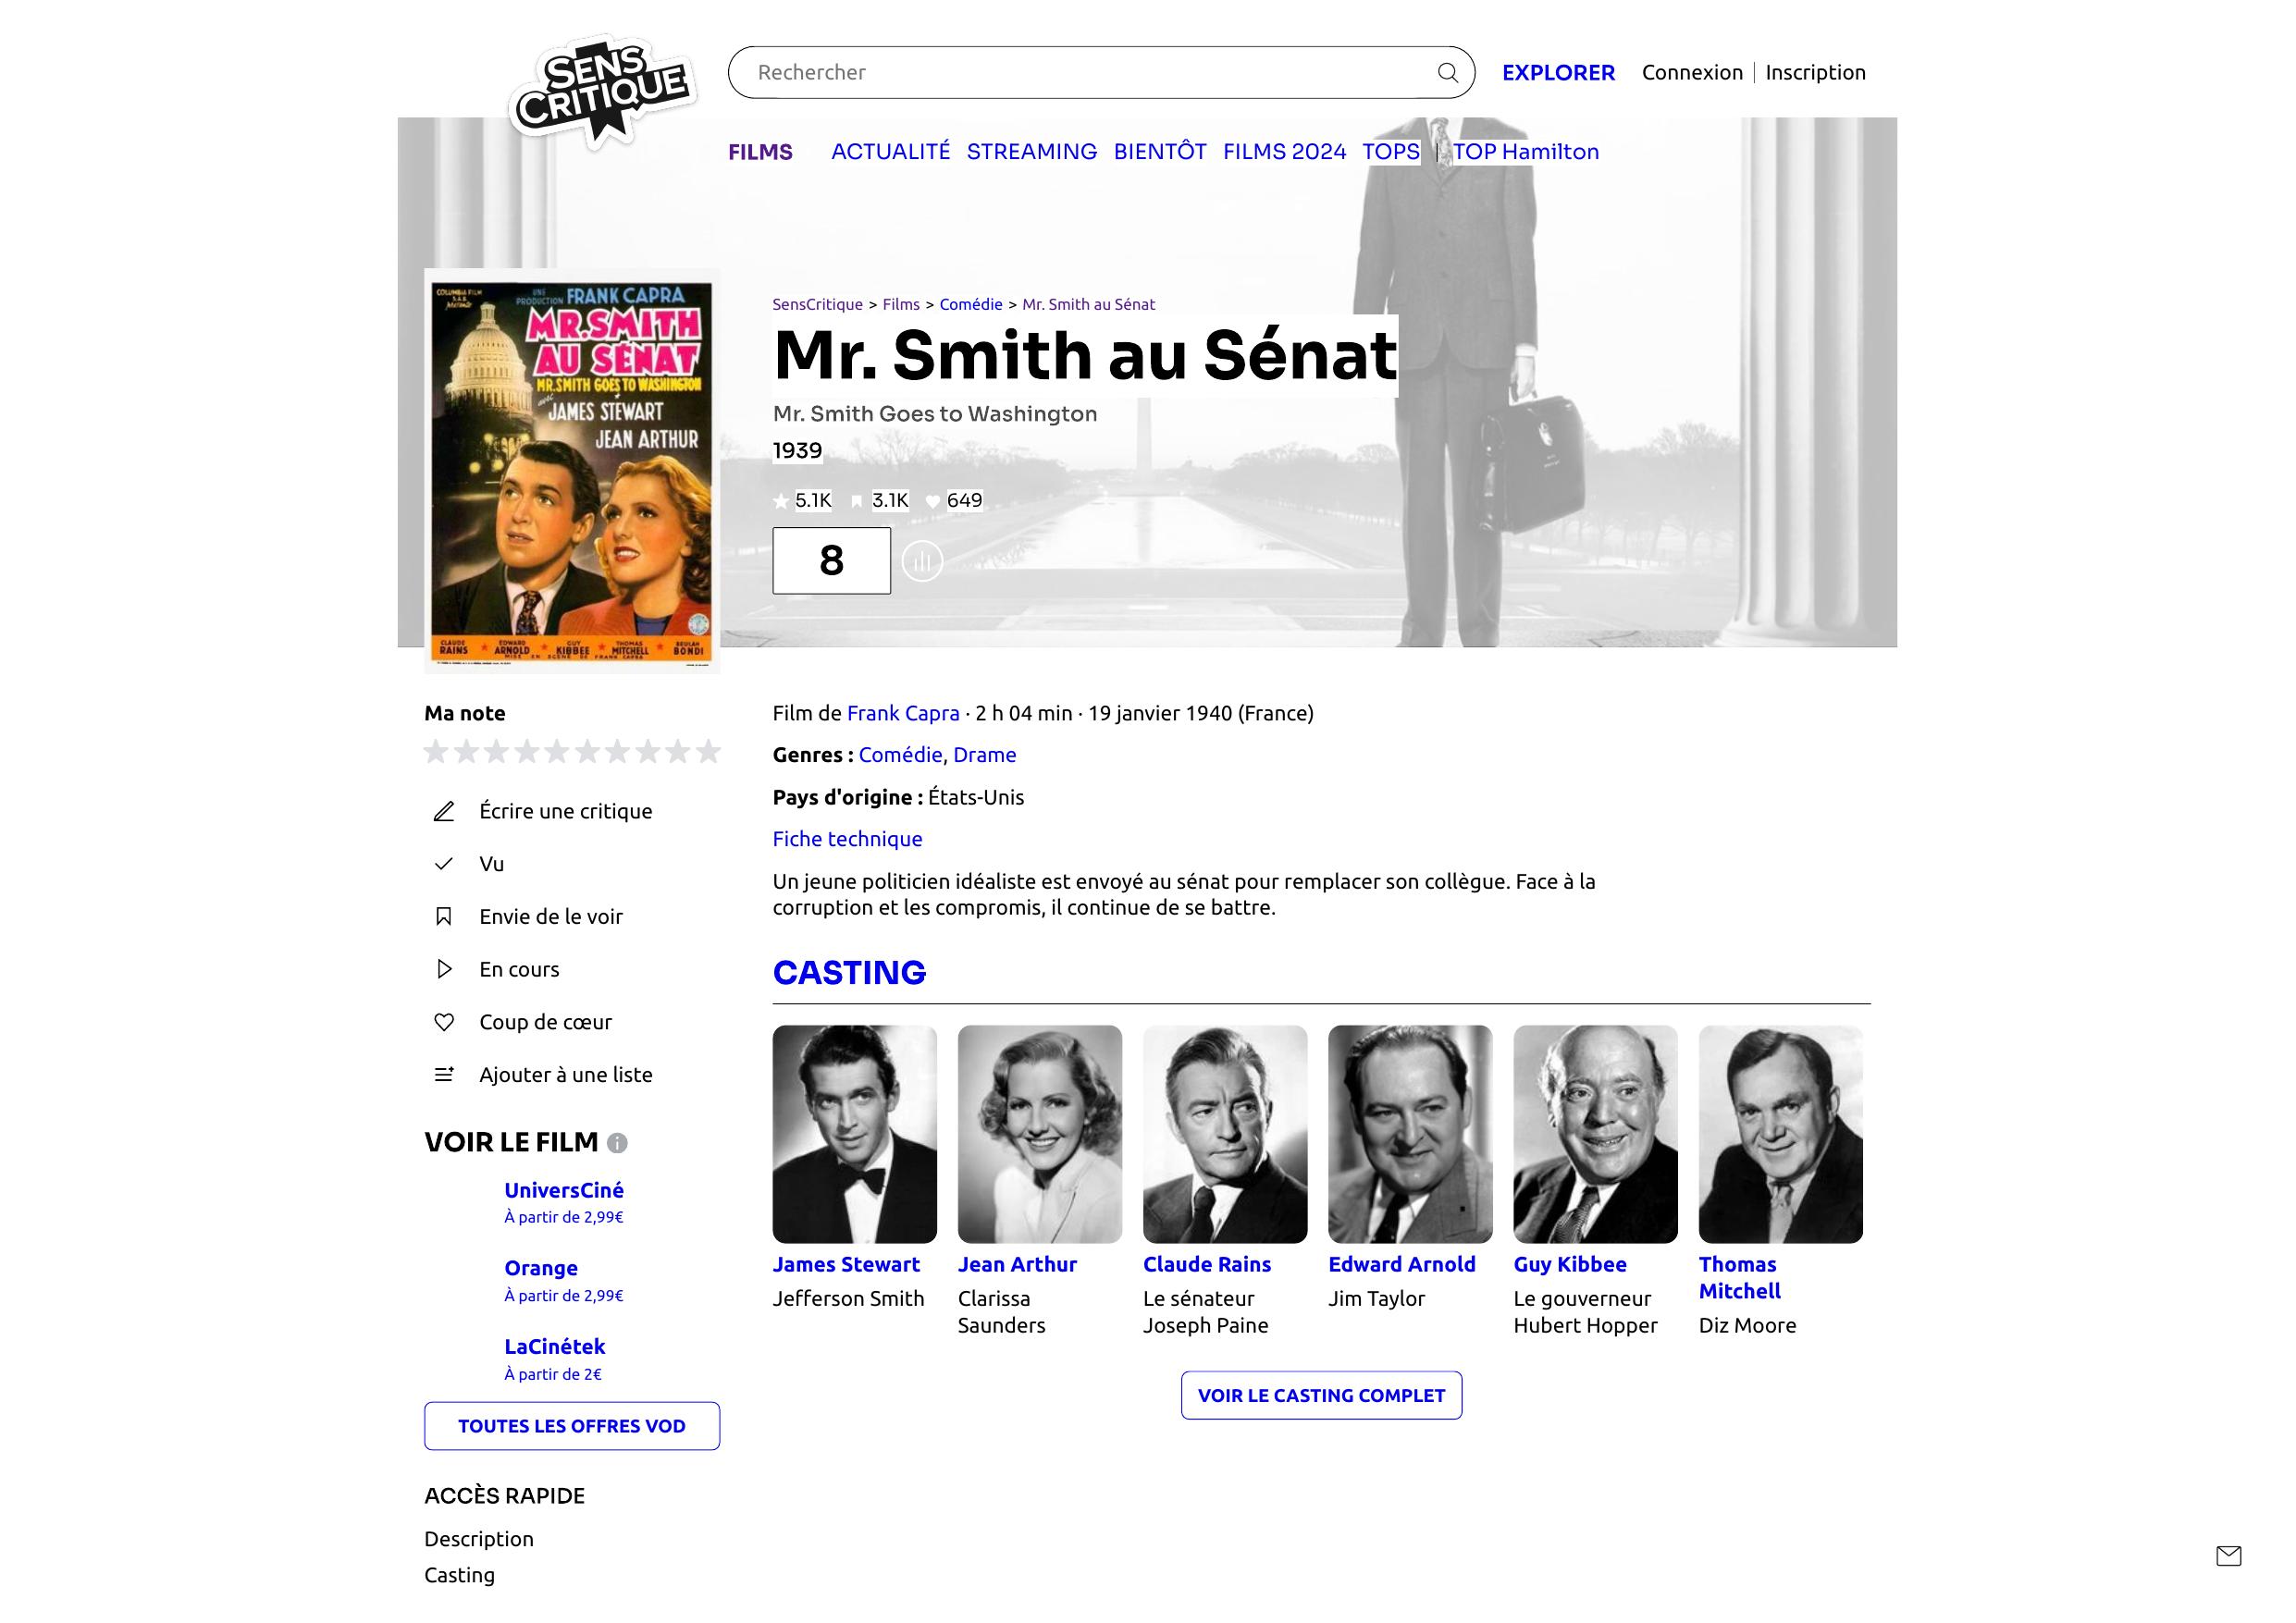 SENS
CRITIQUE
Rechercher
EXPLORER
Connexion
Inscription
FILMS
ACTUALITÉ
STREAMING
BIENTÔT
FILMS 2024
TOPS
TOP Hamilton
COLUMBIA FILM
UNE
PRODUCTION FRANK CAPRA
MR.SMITH
AU SÉNAT
MR.SMITH GOES TO WASHINGTON
avec
JAMES STEWART
JEAN ARTHUR
CLAUDE RAINS
EDWARD ARNOLD
GUY KIBBEE
THOMAS MITCHELL
BEULAH BONDI
MISE EN SCÈNE DE FRANK CAPRA
SensCritique > Films > Comédie > Mr. Smith au Sénat
Mr. Smith au Sénat
Mr. Smith Goes to Washington
1939
5.1K
3.1K
649
8
Ma note
Écrire une critique
Vu
Envie de le voir
En cours
Coup de cœur
Ajouter à une liste
VOIR LE FILM
UniversCiné
À partir de 2,99€
Orange
À partir de 2,99€
LaCinétek
À partir de 2€
TOUTES LES OFFRES VOD
ACCÈS RAPIDE
Description
Casting
Film de Frank Capra · 2 h 04 min · 19 janvier 1940 (France)
Genres : Comédie, Drame
Pays d'origine : États-Unis
Fiche technique
Un jeune politicien idéaliste est envoyé au sénat pour remplacer son collègue. Face à la
corruption et les compromis, il continue de se battre.
CASTING
James Stewart
Jefferson Smith
Jean Arthur
Clarissa
Saunders
Claude Rains
Le sénateur
Joseph Paine
Edward Arnold
Jim Taylor
Guy Kibbee
Le gouverneur
Hubert Hopper
Thomas
Mitchell
Diz Moore
VOIR LE CASTING COMPLET